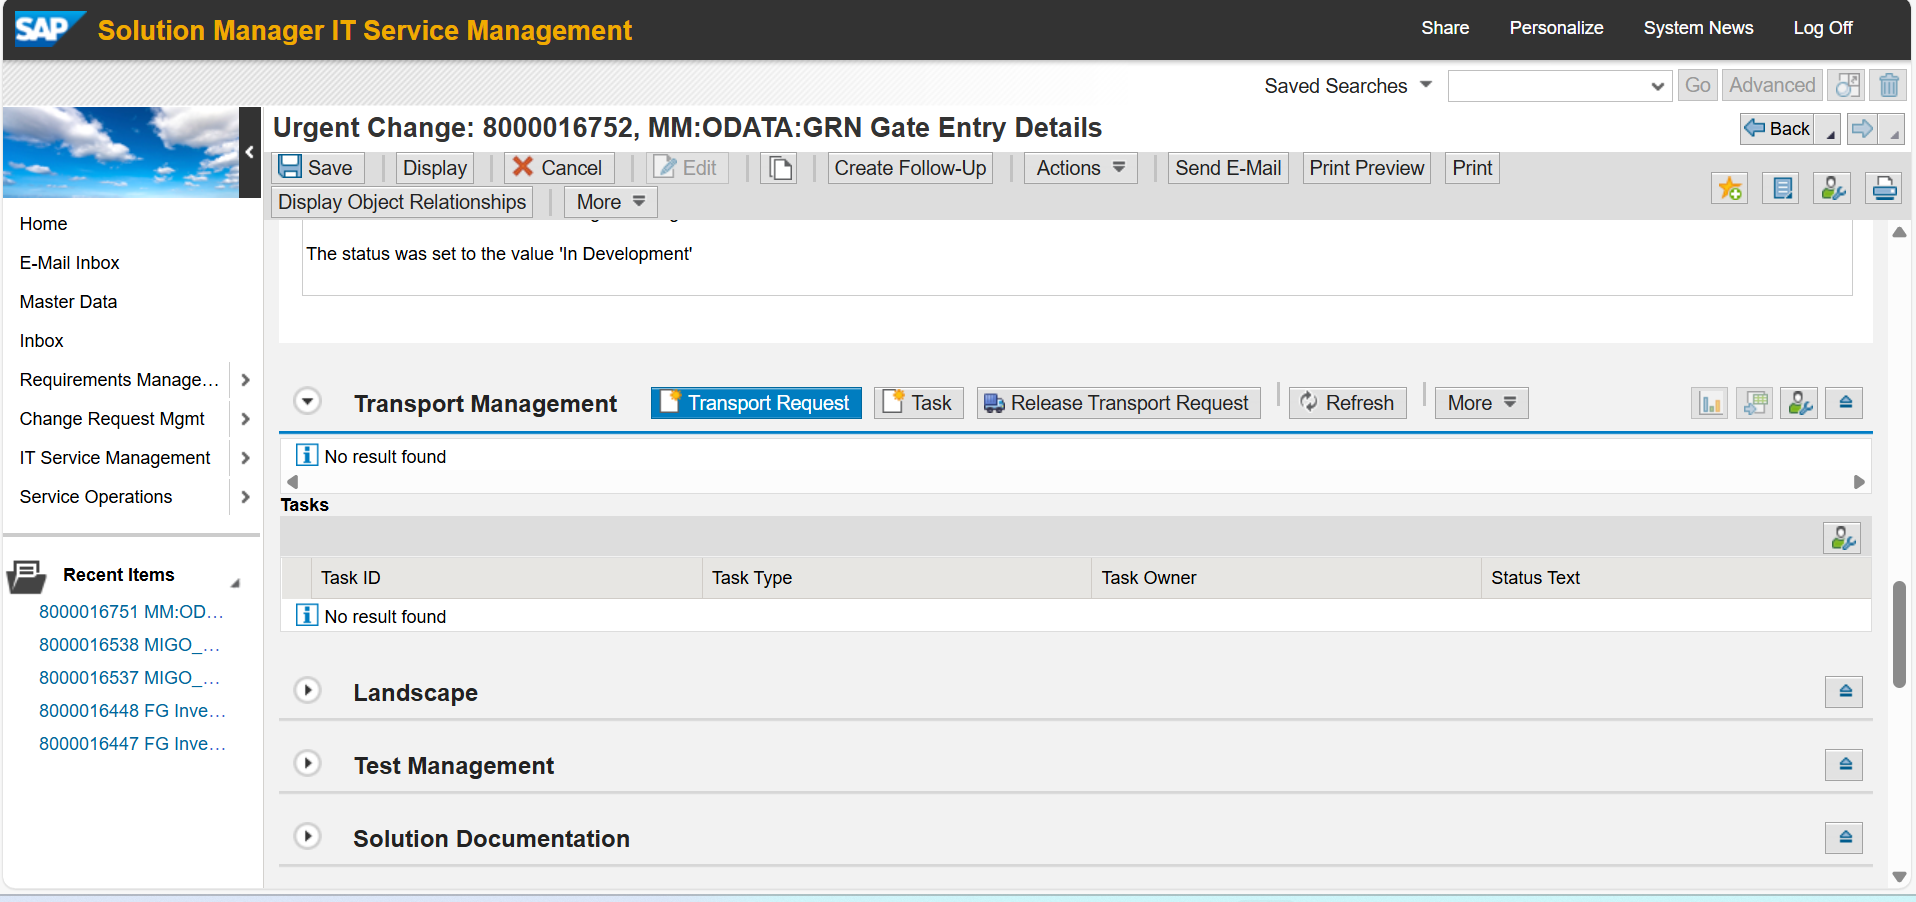 SAP Solution Manager IT Service Management
Share Personalize System News Log Off
Saved Searches Go Advanced
Urgent Change: 8000016752, MM:ODATA:GRN Gate Entry Details
Back
Save Display Cancel Edit Create Follow-Up Actions Send E-Mail Print Preview Print
Display Object Relationships More
Home
E-Mail Inbox
Master Data
Inbox
Requirements Manage...
Change Request Mgmt
IT Service Management
Service Operations
Recent Items
8000016751 MM:OD...
8000016538 MIGO_...
8000016537 MIGO_...
8000016448 FG Inve...
8000016447 FG Inve...
The status was set to the value 'In Development'
Transport Management Transport Request Task Release Transport Request Refresh More
No result found
Tasks
Task ID Task Type Task Owner Status Text
No result found
Landscape
Test Management
Solution Documentation